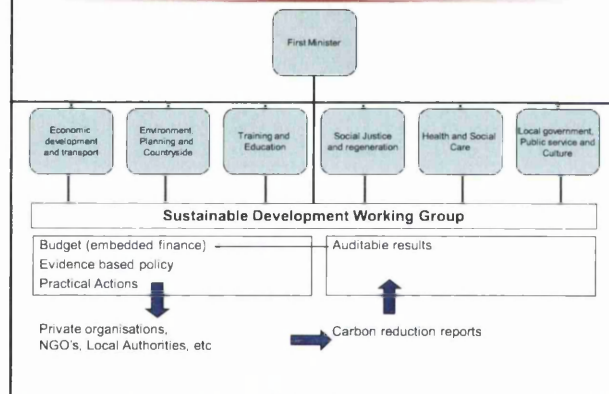 First Minister
Economic
development
and transport
Environment,
Planning and
Countryside
Training and
Education
Social Justice
and regeneration
Health and Social
Care
Local government,
Public service and
Culture
Sustainable Development Working Group
Budget (embedded finance)
Evidence based policy
Practical Actions
Auditable results
Private organisations,
NGO's, Local Authorities, etc
Carbon reduction reports